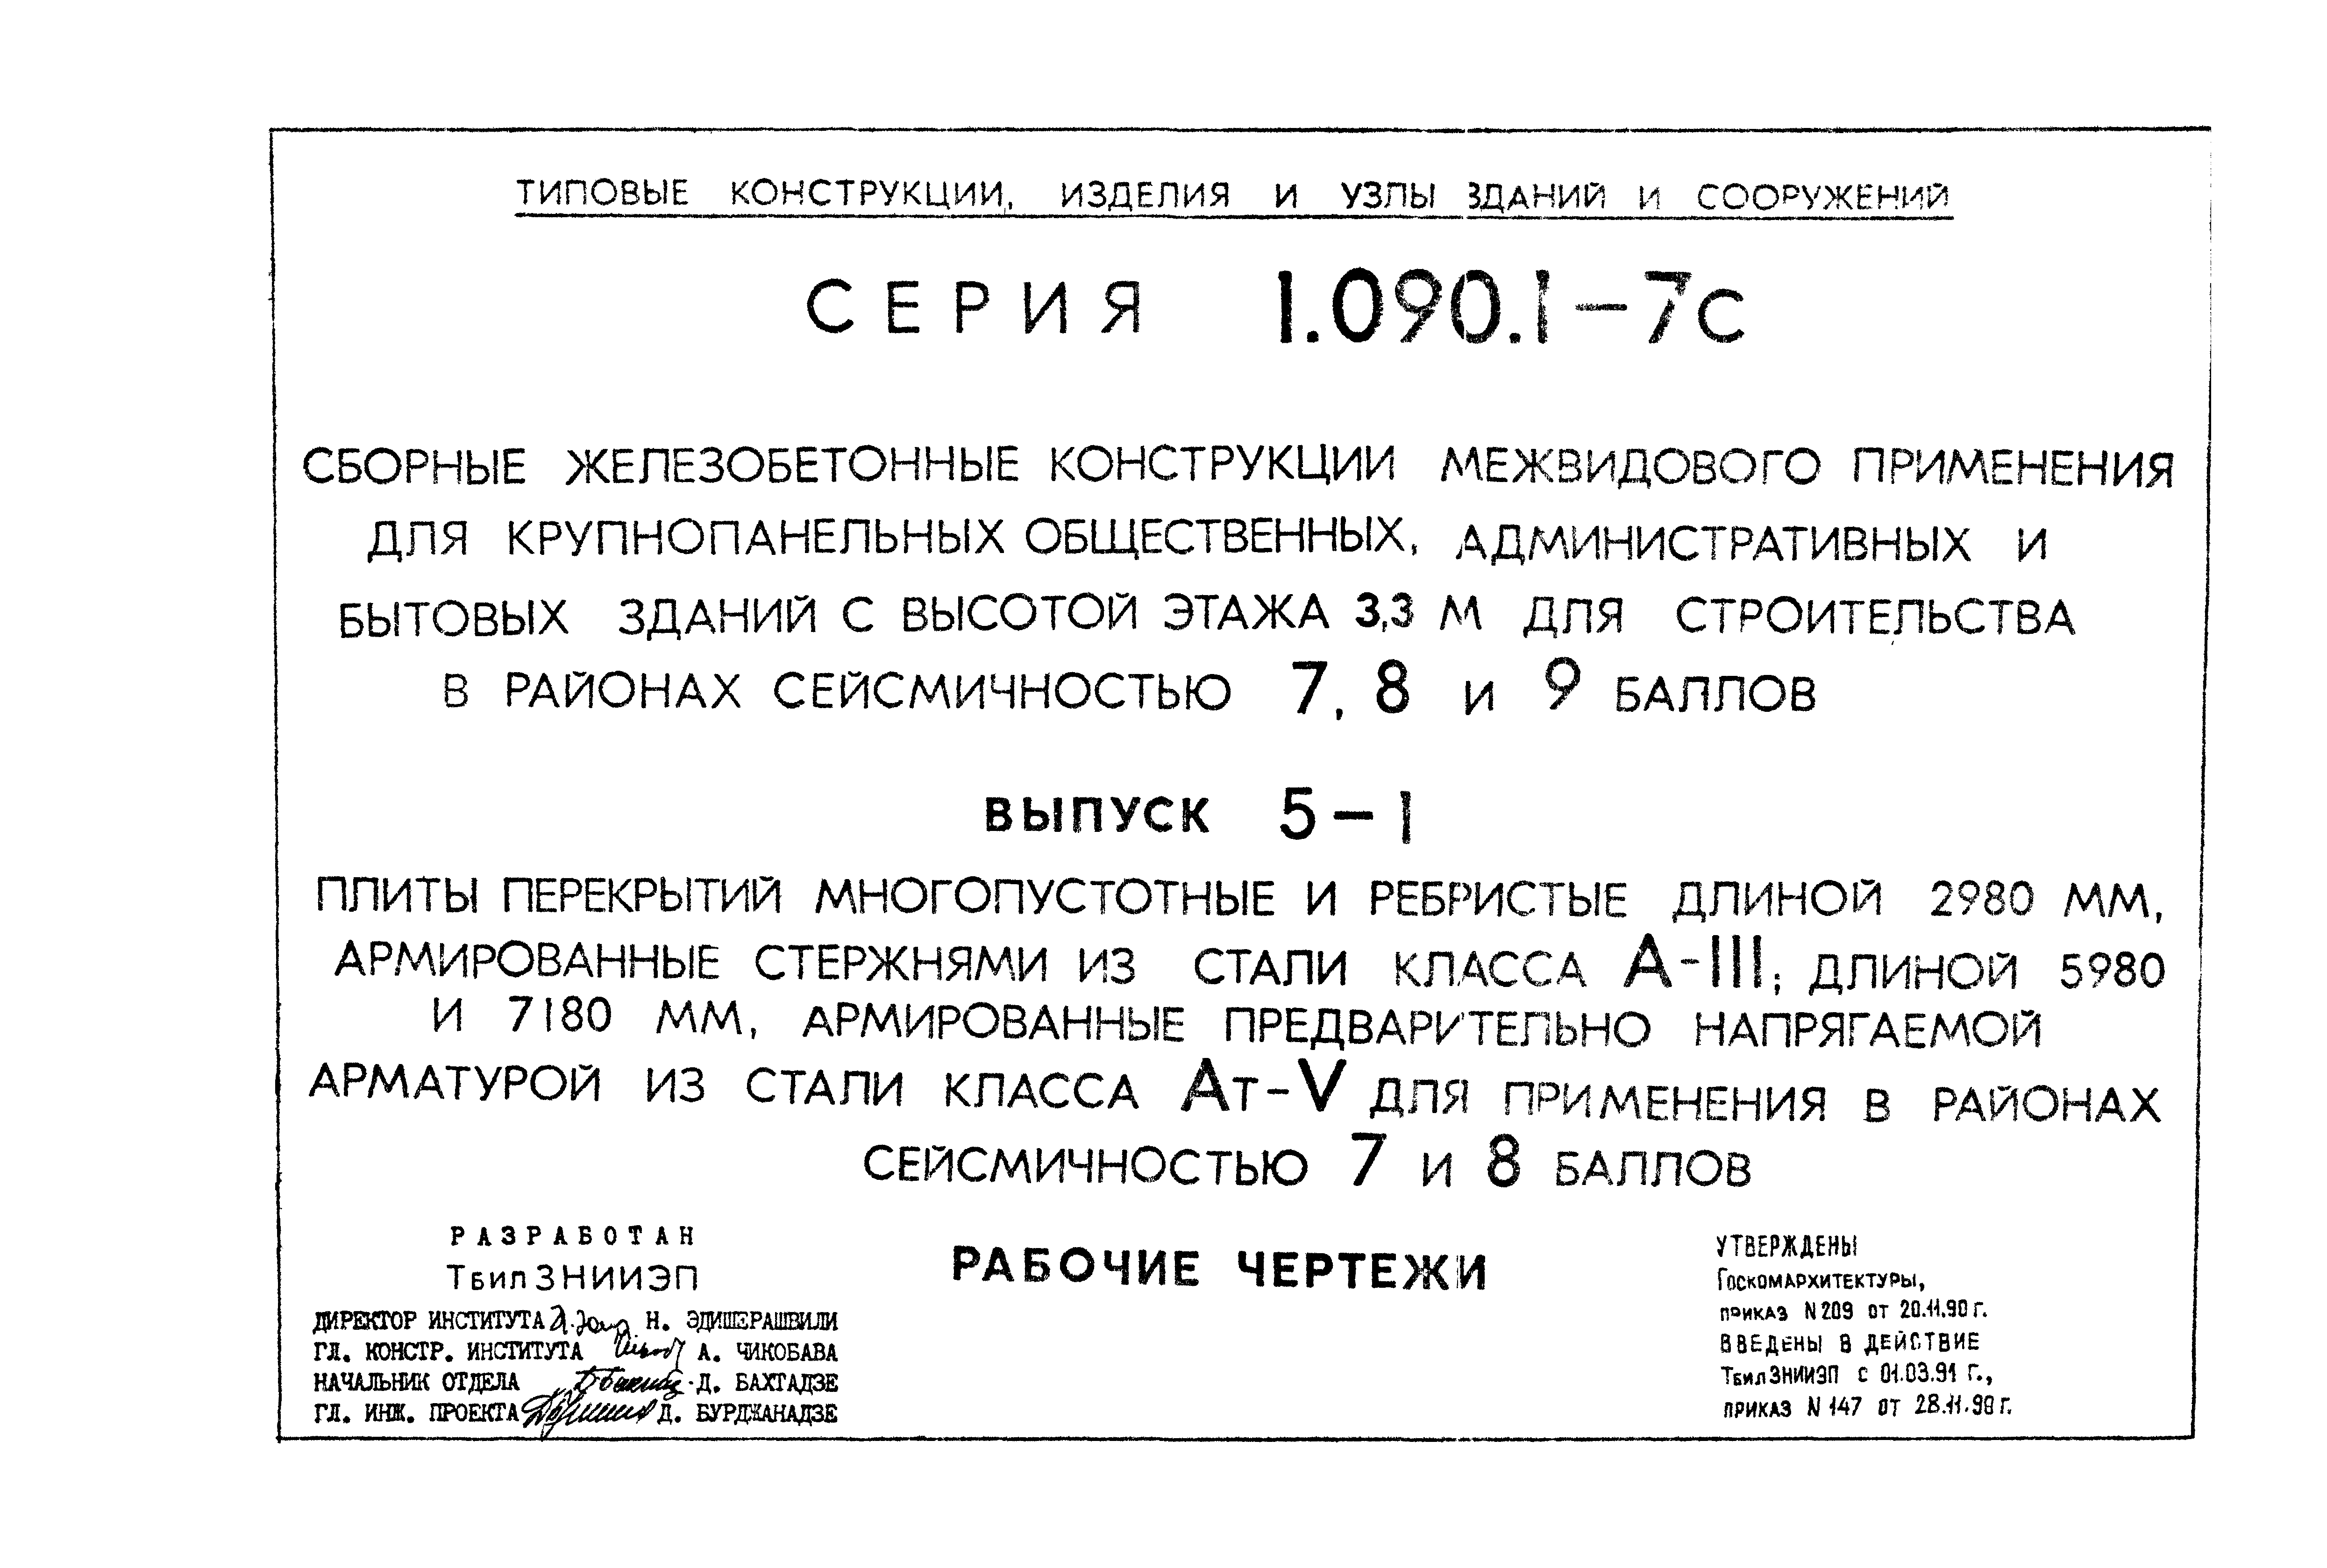 ТИПОВЫЕ КОНСТРУКЦИИ, ИЗДЕЛИЯ И УЗЛЫ ЗДАНИЙ И СООРУЖЕНИЙ
СЕРИЯ 1.090.1-7с
СБОРНЫЕ ЖЕЛЕЗОБЕТОННЫЕ КОНСТРУКЦИИ МЕЖВИДОВОГО ПРИМЕНЕНИЯ
ДЛЯ КРУПНОПАНЕЛЬНЫХ ОБЩЕСТВЕННЫХ, АДМИНИСТРАТИВНЫХ И
БЫТОВЫХ ЗДАНИЙ С ВЫСОТОЙ ЭТАЖА 3,3 М ДЛЯ СТРОИТЕЛЬСТВА
В РАЙОНАХ СЕЙСМИЧНОСТЬЮ 7, 8 И 9 БАЛЛОВ
ВЫПУСК 5-1
ПЛИТЫ ПЕРЕКРЫТИЙ МНОГОПУСТОТНЫЕ И РЕБРИСТЫЕ ДЛИНОЙ 2980 ММ,
АРМИРОВАННЫЕ СТЕРЖНЯМИ ИЗ СТАЛИ КЛАССА А-III; ДЛИНОЙ 5980
И 7180 ММ, АРМИРОВАННЫЕ ПРЕДВАРИТЕЛЬНО НАПРЯГАЕМОЙ
АРМАТУРОЙ ИЗ СТАЛИ КЛАССА Ат-V ДЛЯ ПРИМЕНЕНИЯ В РАЙОНАХ
СЕЙСМИЧНОСТЬЮ 7 И 8 БАЛЛОВ
РАБОЧИЕ ЧЕРТЕЖИ
РАЗРАБОТАН
ТбилЗНИИЭП
ДИРЕКТОР ИНСТИТУТА Н. ЭДИШЕРАШВИЛИ
ГЛ. КОНСТР. ИНСТИТУТА А. ЧИКОБАВА
НАЧАЛЬНИК ОТДЕЛА Д. БАХТАДЗЕ
ГЛ. ИНЖ. ПРОЕКТА Д. БУРДЖАНАДЗЕ
УТВЕРЖДЕНЫ
ГОСКОМАРХИТЕКТУРЫ,
ПРИКАЗ N 209 ОТ 20.11.90 г.
ВВЕДЕНЫ В ДЕЙСТВИЕ
ТбилЗНИИЭП с 01.03.91 г.,
ПРИКАЗ N 147 ОТ 28.11.90 г.